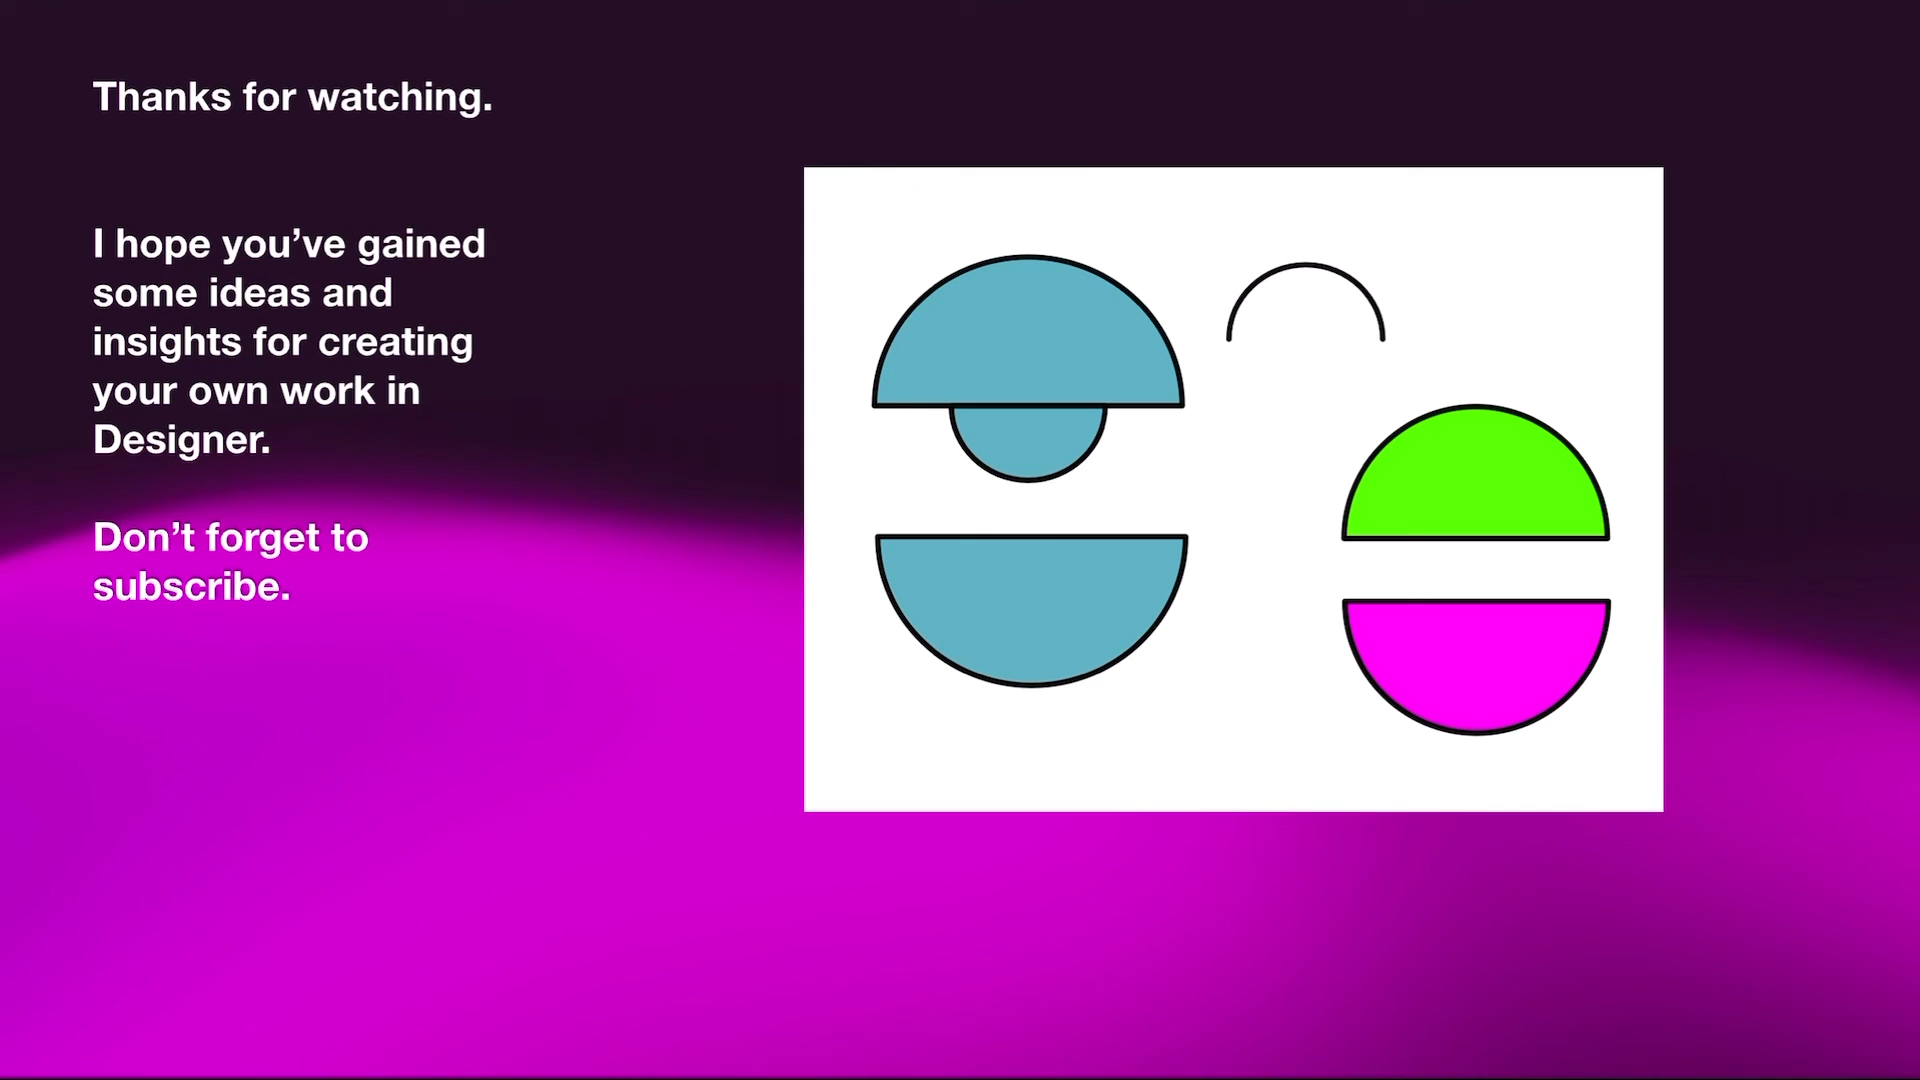 Thanks for watching.
I hope you’ve gained
some ideas and
insights for creating
your own work in
Designer.
Don’t forget to
subscribe.